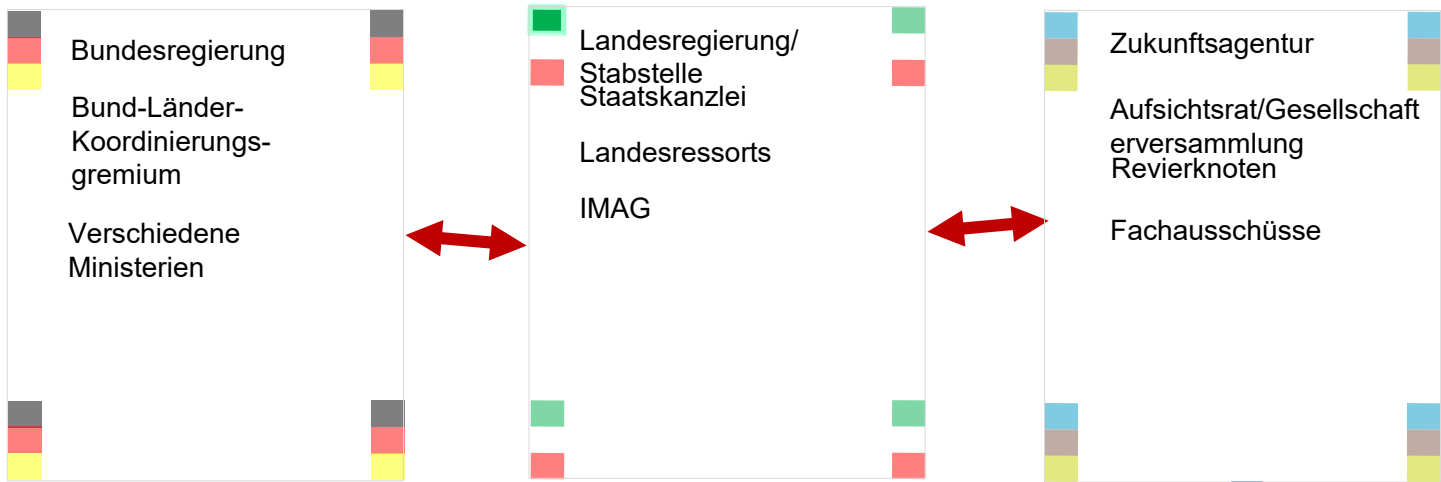 Bundesregierung
Bund-Länder-
Koordinierungs-
gremium
Verschiedene
Ministerien
Landesregierung/
Stabstelle
Staatskanzlei
Landesressorts
IMAG
Zukunftsagentur
Aufsichtsrat/Gesellschaft
erversammlung
Revierknoten
Fachausschüsse